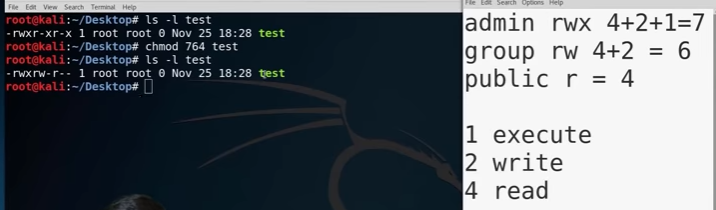 File Edit View Search Terminal Help
root@kali:~/Desktop# ls -l test
-rwxr-xr-x 1 root root 0 Nov 25 18:28 test
root@kali:~/Desktop# chmod 764 test
root@kali:~/Desktop# ls -l test
-rwxrw-r-- 1 root root 0 Nov 25 18:28 test
root@kali:~/Desktop#
File Edit Search Options Help
admin rwx 4+2+1=7
group rw 4+2 = 6
public r = 4
1 execute
2 write
4 read